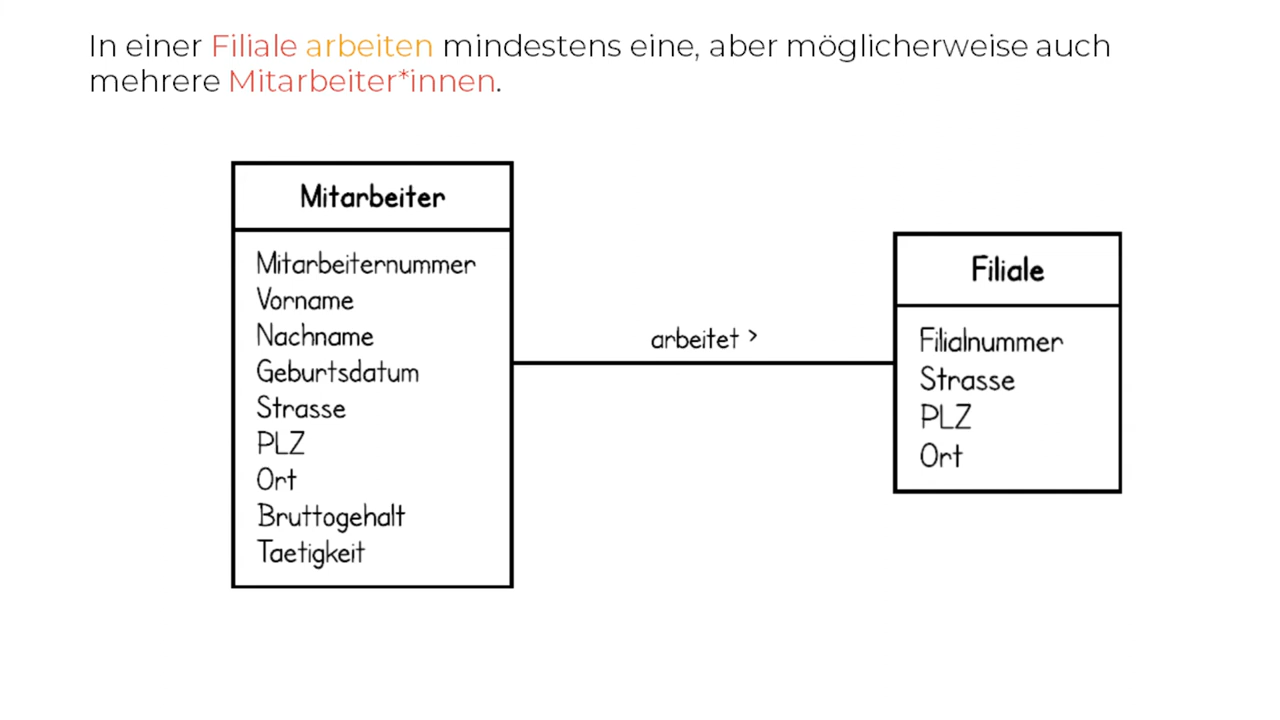 In einer Filiale arbeiten mindestens eine, aber möglicherweise auch
mehrere Mitarbeiter*innen.
Mitarbeiter
Mitarbeiternummer
Vorname
Nachname
Geburtsdatum
Strasse
PLZ
Ort
Bruttogehalt
Taetigkeit
arbeitet >
Filiale
Filialnummer
Strasse
PLZ
Ort